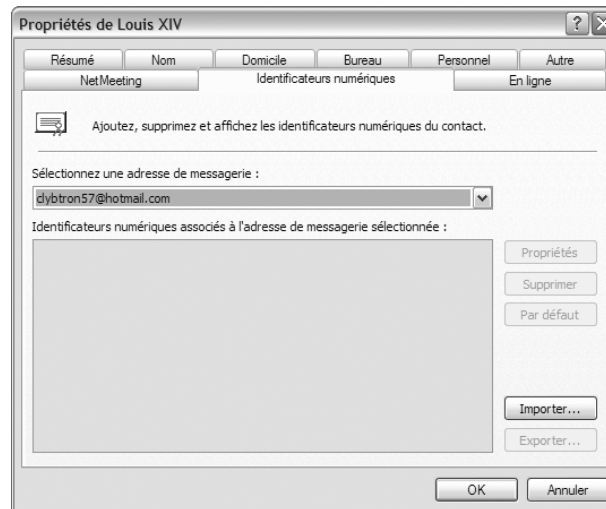 Propriétés de Louis XIV
Résumé Nom Domicile Bureau Personnel Autre
NetMeeting Identificateurs numériques En ligne
Ajoutez, supprimez et affichez les identificateurs numériques du contact.
Sélectionnez une adresse de messagerie :
clybtron57@hotmail.com
Identificateurs numériques associés à l'adresse de messagerie sélectionnée :
Propriétés
Supprimer
Par défaut
Importer...
Exporter...
OK Annuler